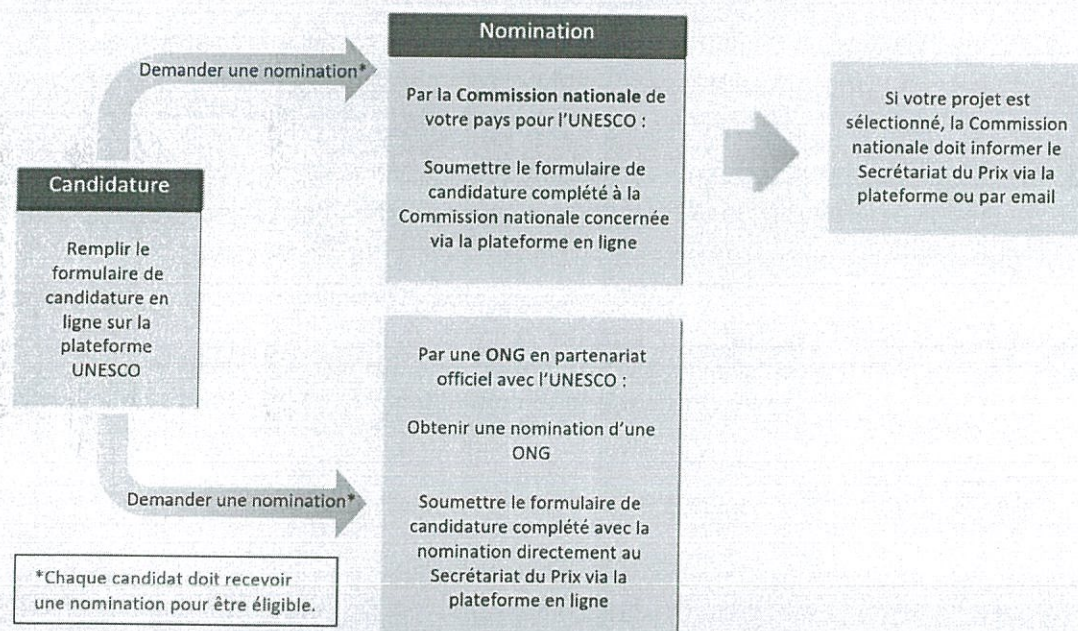 Nomination
Demander une nomination*
Par la Commission nationale de
votre pays pour l'UNESCO :
Soumettre le formulaire de
candidature complété à la
Commission nationale concernée
via la plateforme en ligne
Si votre projet est
sélectionné, la Commission
nationale doit informer le
Secrétariat du Prix via la
plateforme ou par email
Candidature
Remplir le
formulaire de
candidature en
ligne sur la
plateforme
UNESCO
Par une ONG en partenariat
officiel avec l'UNESCO :
Obtenir une nomination d'une
ONG
Demander une nomination*
Soumettre le formulaire de
candidature complété avec la
nomination directement au
Secrétariat du Prix via la
plateforme en ligne
*Chaque candidat doit recevoir
une nomination pour être éligible.